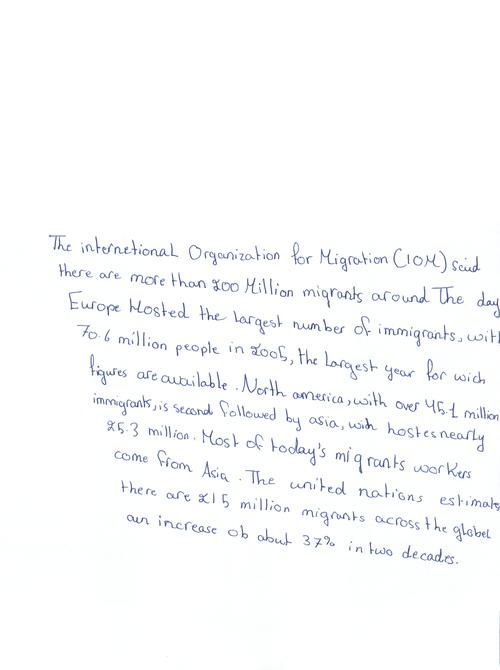 The internetional Organization for Migration (IOM) said
there are more than 200 Million migrants around The day
Europe Hosted the largest number of immigrants, with
70.6 million people in 2005, the Largest year for wich
figures are available. North america, with over 45.1 million
immigrants, is second followed by asia, with hostes nearly
25.3 million. Most of today's migrants workers
come from Asia. The united nations estimats
there are 215 million migrants across the globel
an increase ob about 37% in two decades.